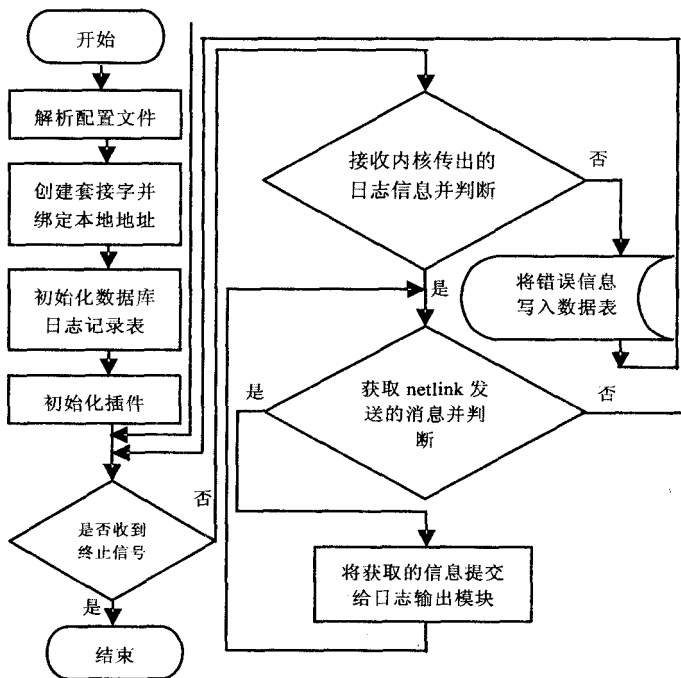 开始
解析配置文件
创建套接字并
绑定本地地址
初始化数据库
日志记录表
初始化插件
是否收到
终止信号
否
是
结束
接收内核传出的
日志信息并判断
否
是
将错误信息
写入数据表
获取 netlink 发
送的消息并判
断
是
否
将获取的信息提交
给日志输出模块